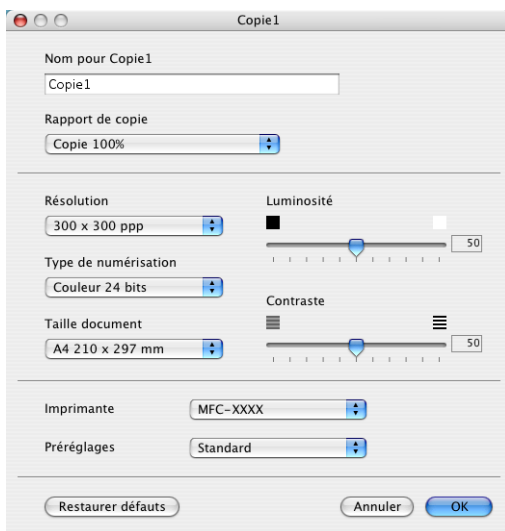 Copie1
Nom pour Copie1
Copie1
Rapport de copie
Copie 100%
Résolution
300 x 300 ppp
Type de numérisation
Couleur 24 bits
Taille document
A4 210 x 297 mm
Luminosité
50
Contraste
50
Imprimante
MFC-XXXX
Préréglages
Standard
Restaurer défauts
Annuler
OK